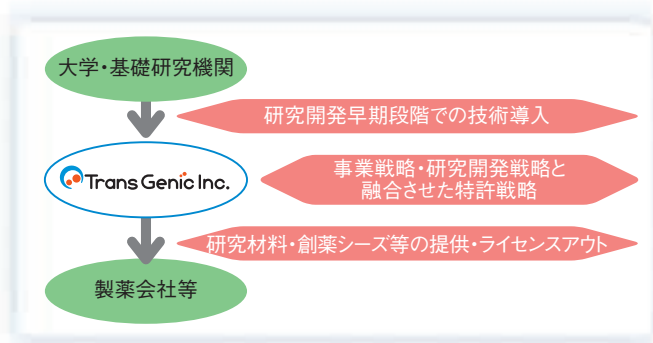 大学・基礎研究機関
研究開発早期段階での技術導入
Trans Genic Inc.
事業戦略・研究開発戦略と
融合させた特許戦略
研究材料・創薬シーズ等の提供・ライセンスアウト
製薬会社等